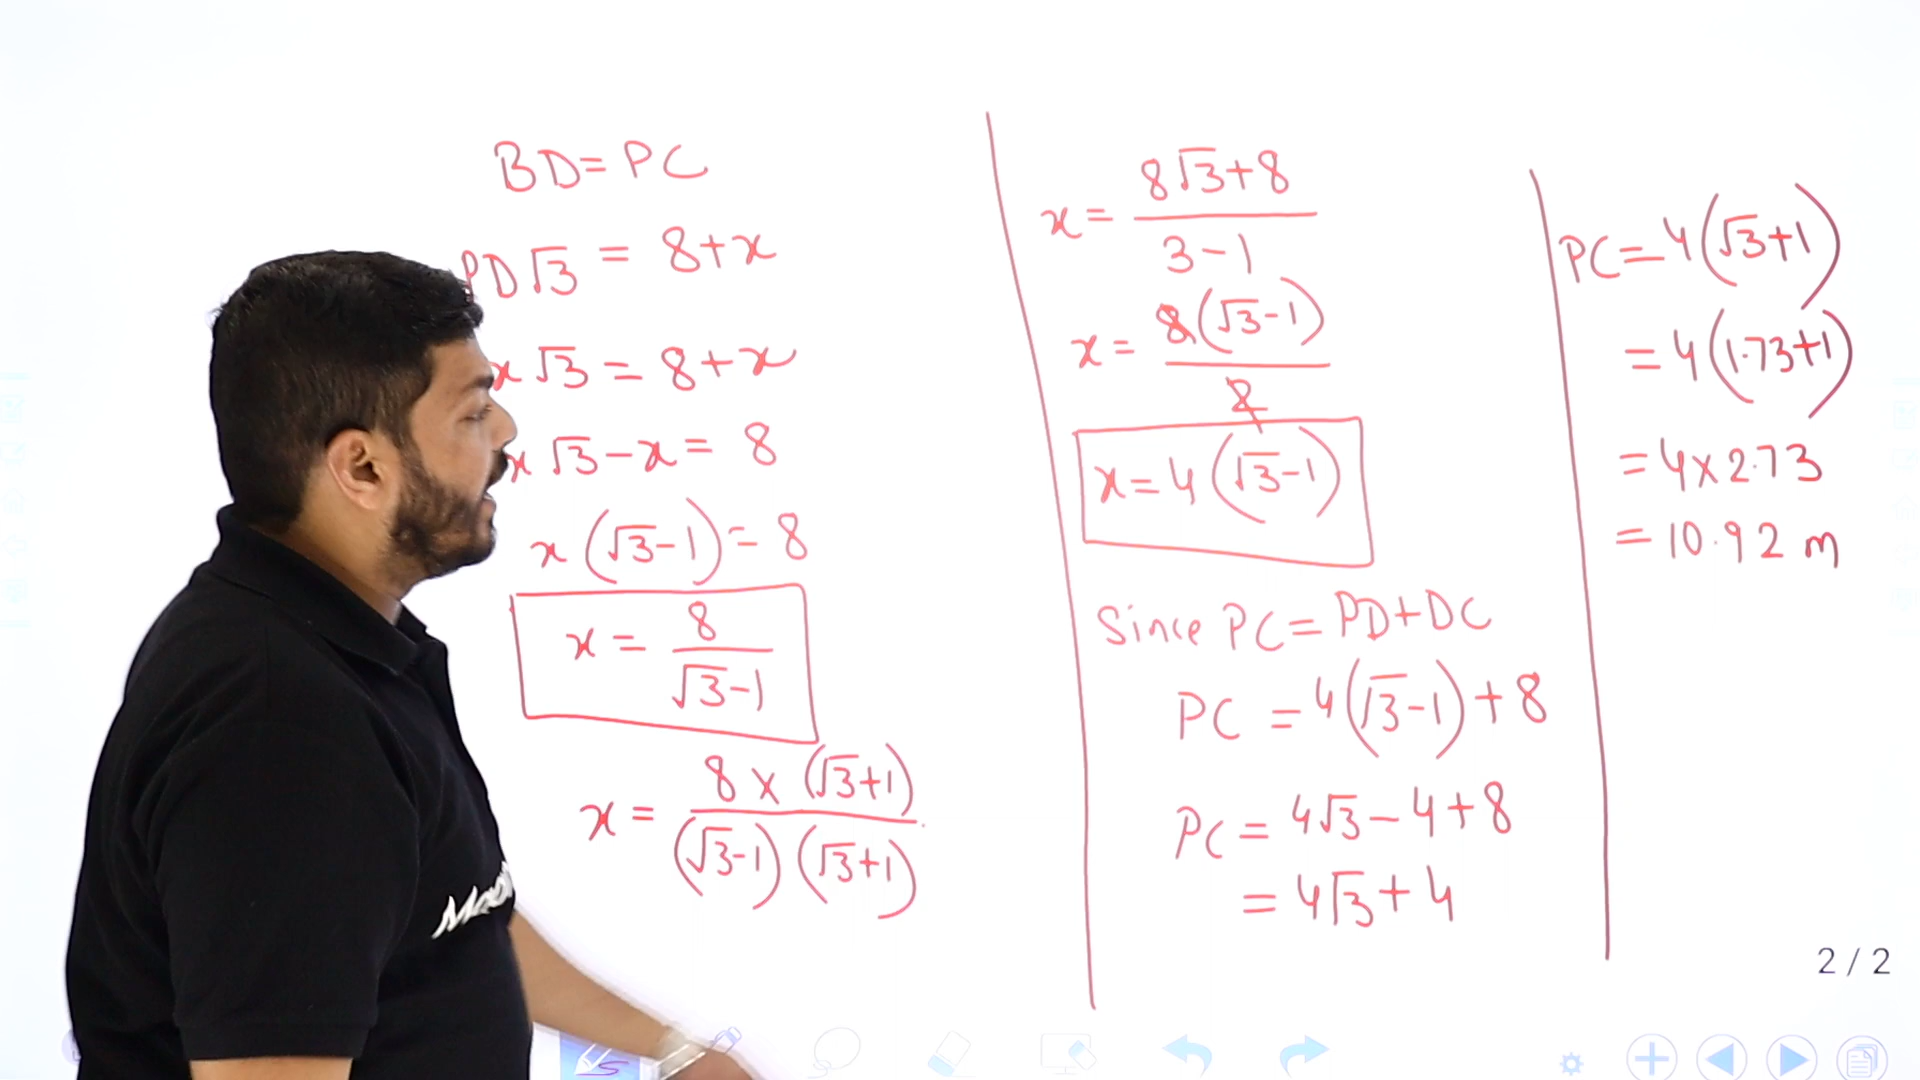 BD = PC
PD√3 = 8+x
x√3 = 8+x
x√3-x = 8
x(√3-1) = 8
x = 8/(√3-1)
x = 8×(√3+1)/(√3-1)(√3+1)
x = (8√3+8)/(3-1)
x = 8(√3-1)/2
x = 4(√3-1)
Since PC = PD+DC
PC = 4(√3-1)+8
PC = 4√3-4+8
= 4√3+4
PC = 4(√3+1)
= 4(1.73+1)
= 4×2.73
= 10.92 m
2 / 2